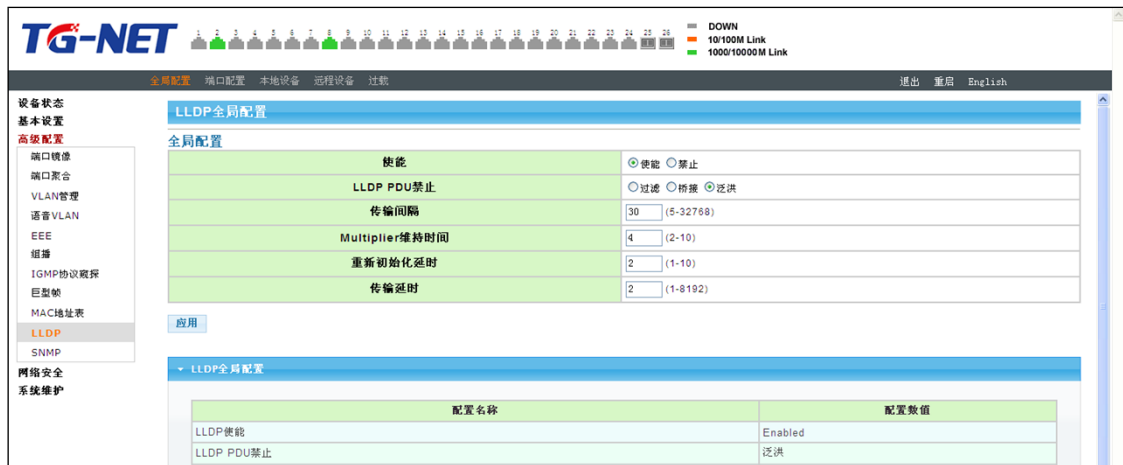 TG-NET
1 2 3 4 5 6 7 8 9 10 11 12 13 14 15 16 17 18 19 20 21 22 23 24 25 26
DOWN
10/100M Link
1000/10000M Link
全局配置 端口配置 本地设备 远程设备 过载
退出 重启 English
设备状态
基本设置
高级配置
端口镜像
端口聚合
VLAN管理
语音VLAN
EEE
组播
IGMP协议窥探
巨型帧
MAC地址表
LLDP
SNMP
网络安全
系统维护
LLDP全局配置
全局配置
使能 使能 禁止
LLDP PDU禁止 过滤 桥接 泛洪
传输间隔 30 (5-32768)
Multiplier维持时间 4 (2-10)
重新初始化延时 2 (1-10)
传输延时 2 (1-8192)
应用
LLDP全局配置
配置名称 配置数值
LLDP使能 Enabled
LLDP PDU禁止 泛洪